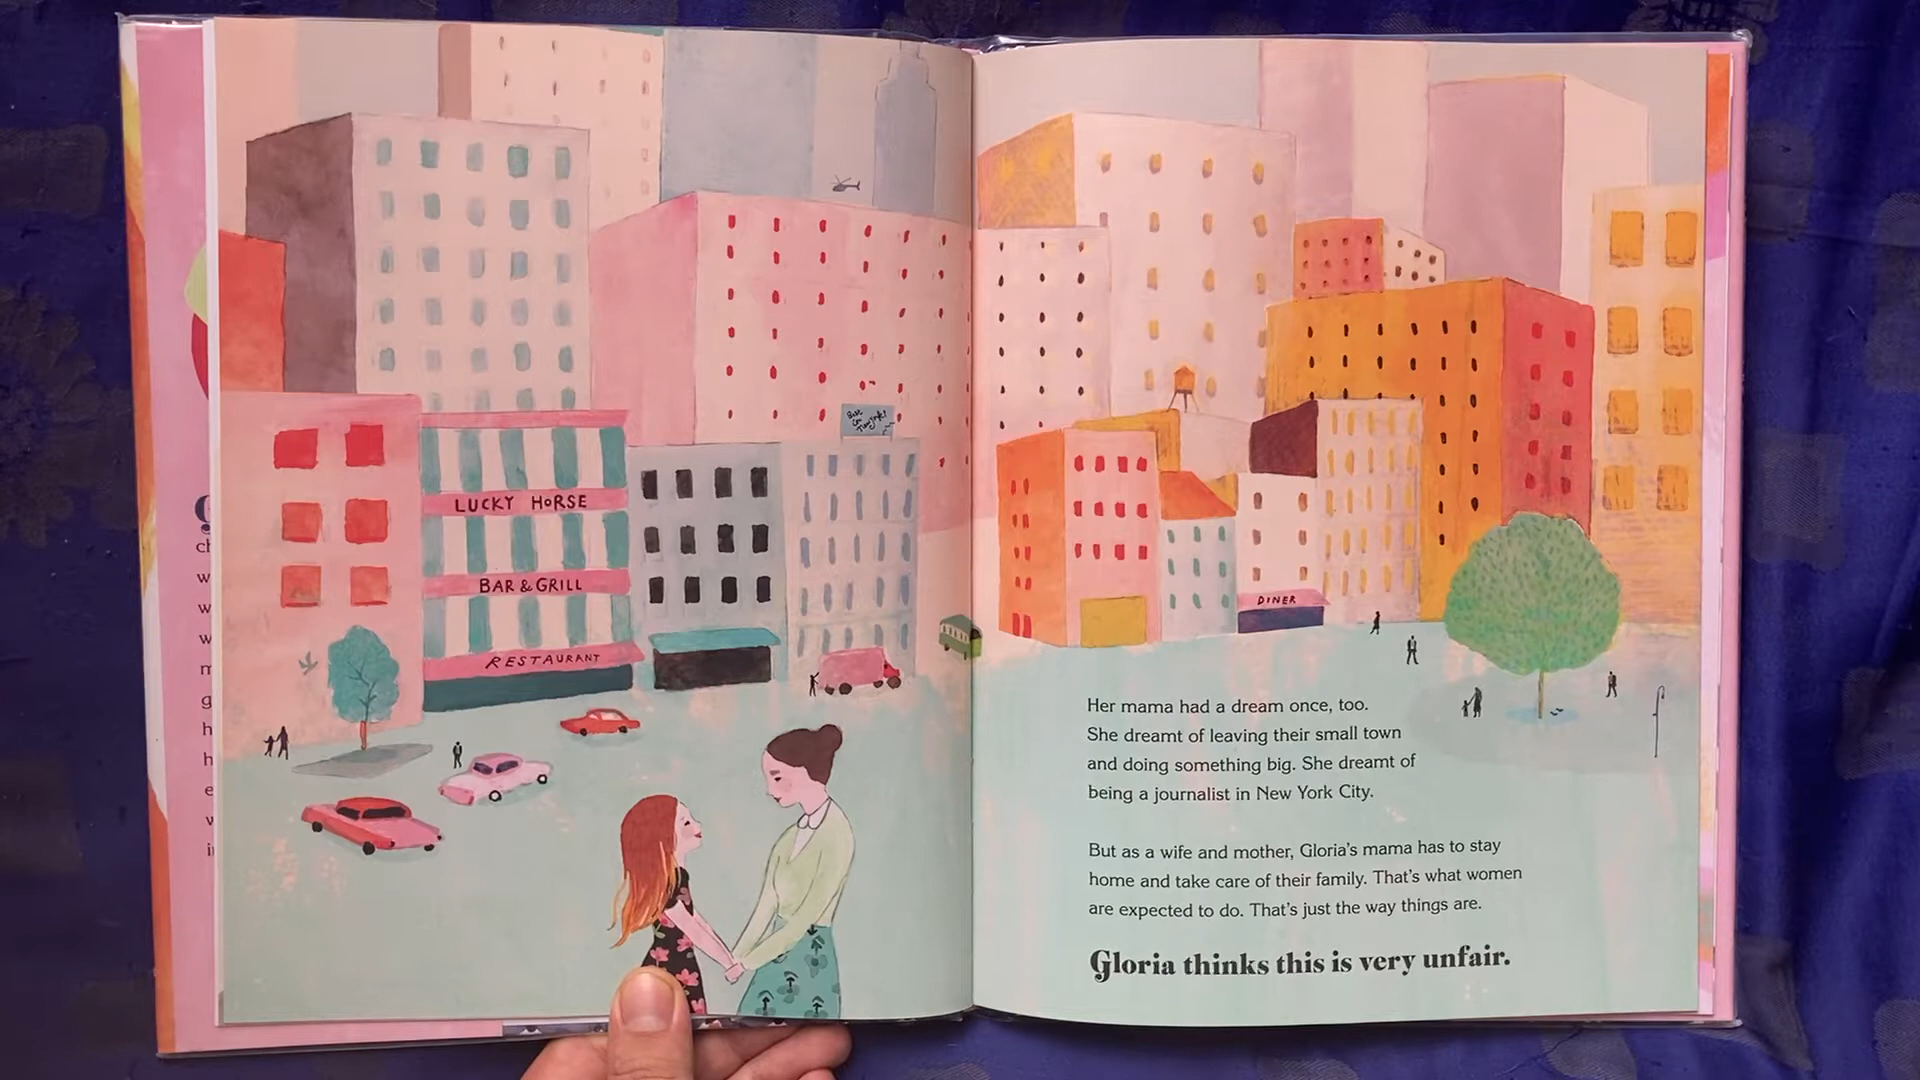 LUCKY HORSE
BAR & GRILL
RESTAURANT
DINER
Her mama had a dream once, too.
She dreamt of leaving their small town
and doing something big. She dreamt of
being a journalist in New York City.
But as a wife and mother, Gloria's mama has to stay
home and take care of their family. That's what women
are expected to do. That's just the way things are.
Gloria thinks this is very unfair.